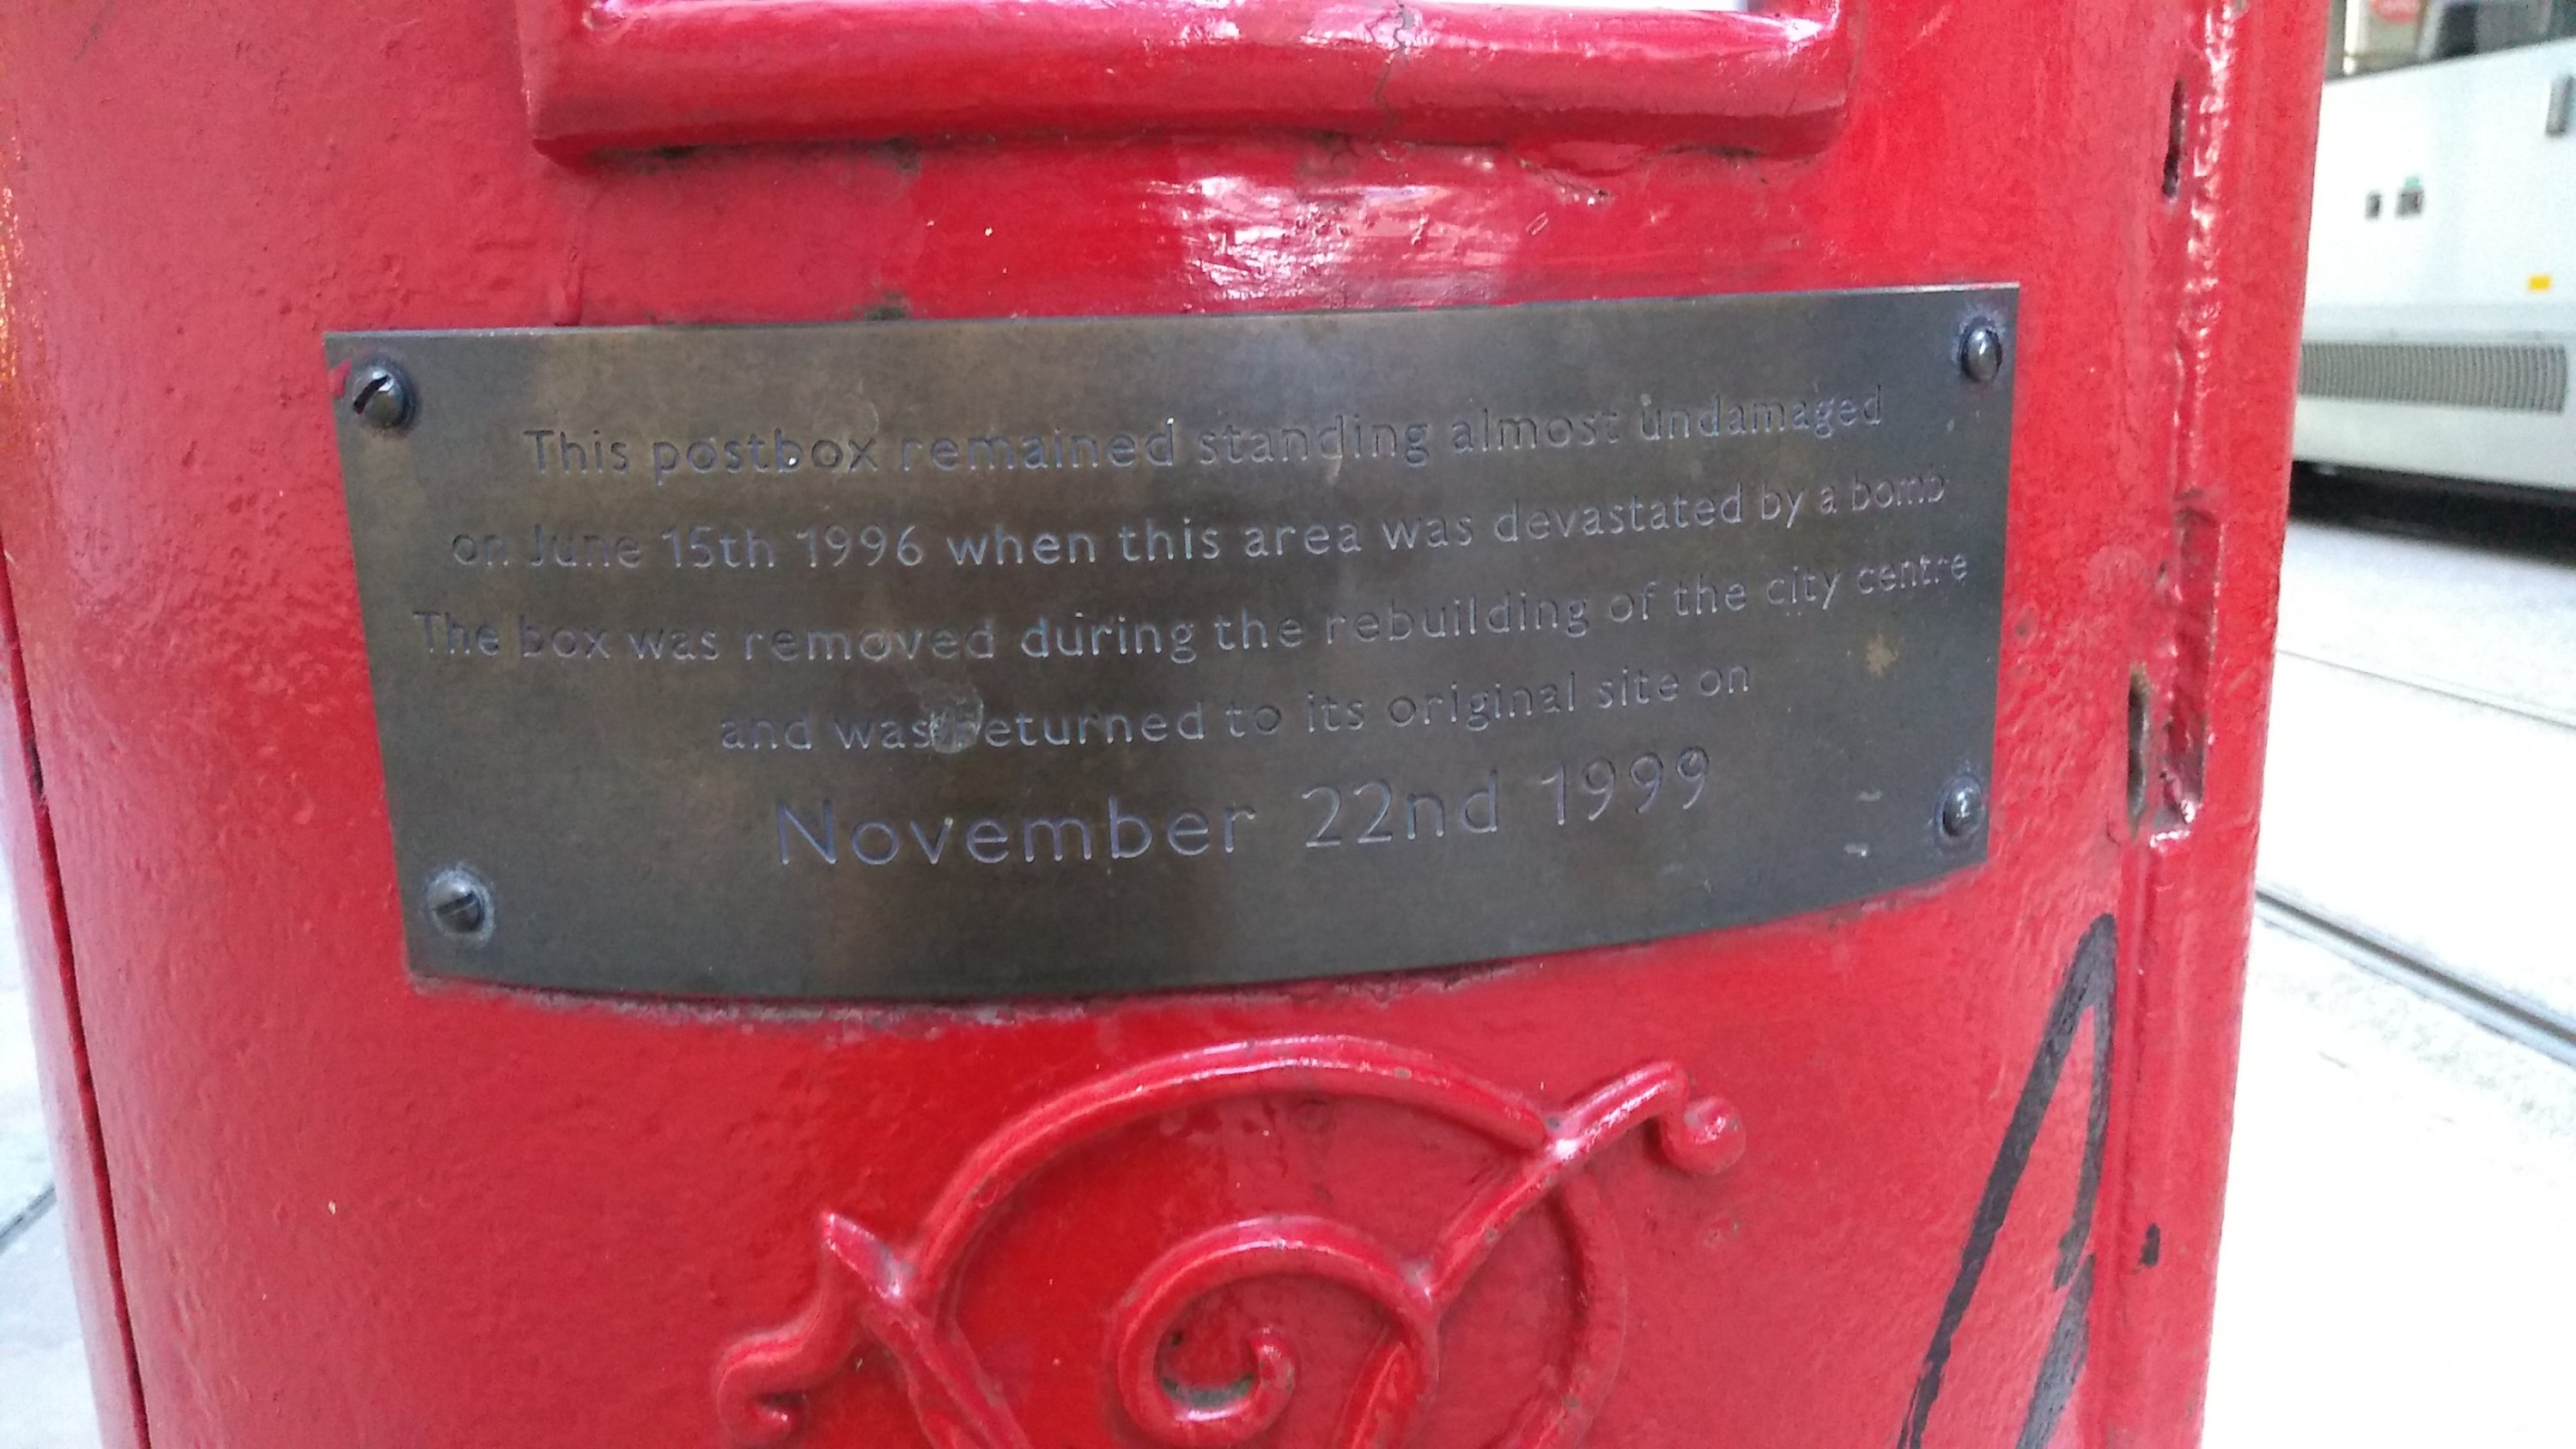 This postbox remained standing almost undamaged
on June 15th 1996 when this area was devastated by a bomb
The box was removed during the rebuilding of the city centre
and was returned to its original site on
November 22nd 1999